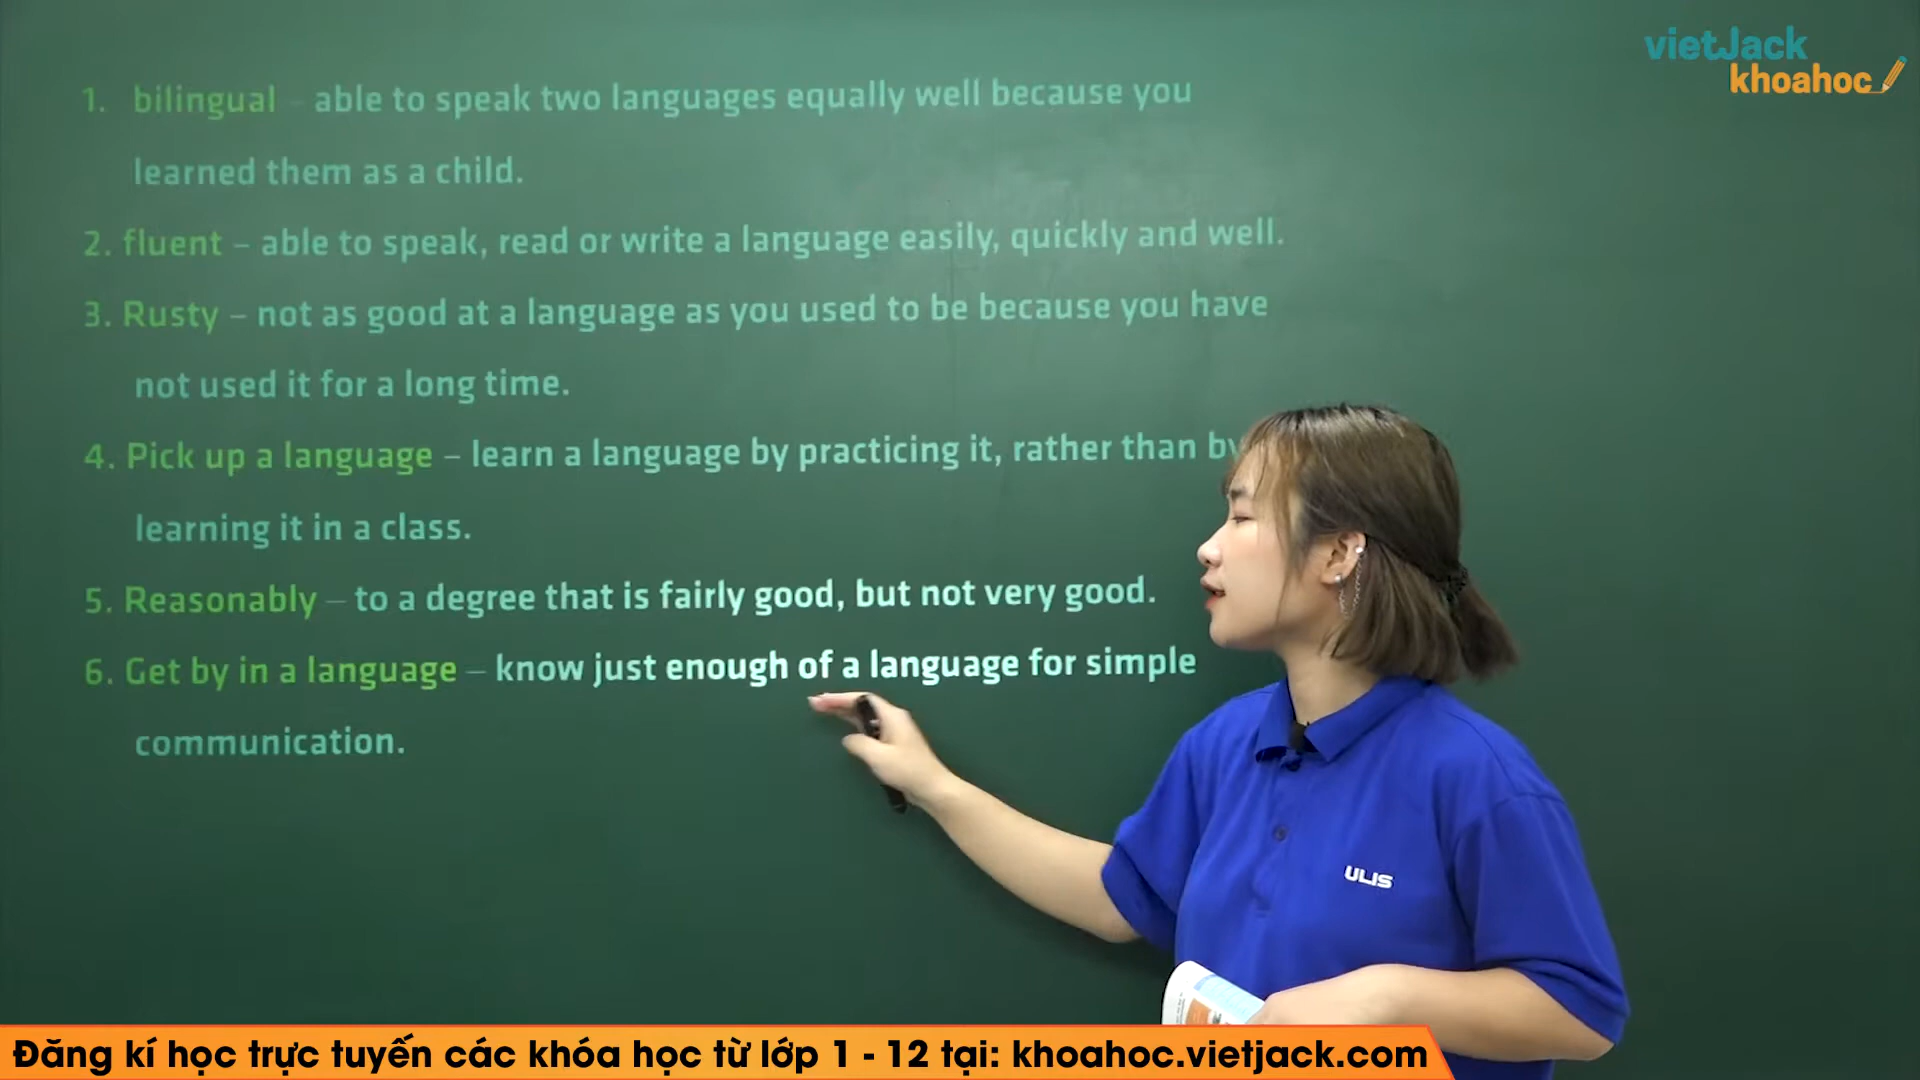 vietJack
khoahoc
1. bilingual – able to speak two languages equally well because you
learned them as a child.
2. fluent – able to speak, read or write a language easily, quickly and well.
3. Rusty – not as good at a language as you used to be because you have
not used it for a long time.
4. Pick up a language – learn a language by practicing it, rather than by
learning it in a class.
5. Reasonably – to a degree that is fairly good, but not very good.
6. Get by in a language – know just enough of a language for simple
communication.
ULIS
Đăng kí học trực tuyến các khóa học từ lớp 1 - 12 tại: khoahoc.vietjack.com